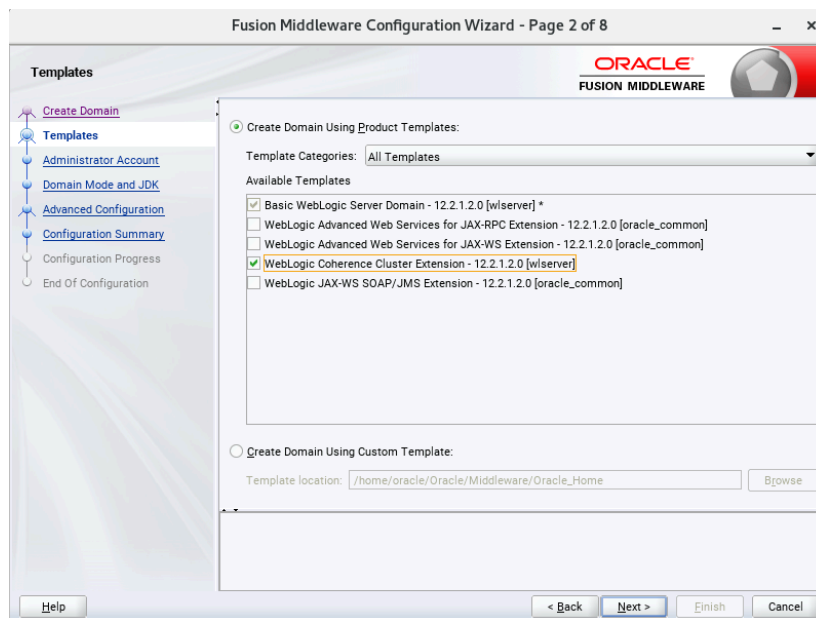 Fusion Middleware Configuration Wizard - Page 2 of 8
Templates
ORACLE
FUSION MIDDLEWARE
Create Domain
Templates
Administrator Account
Domain Mode and JDK
Advanced Configuration
Configuration Summary
Configuration Progress
End Of Configuration
Create Domain Using Product Templates:
Template Categories: All Templates
Available Templates
Basic WebLogic Server Domain - 12.2.1.2.0 [wlserver] *
WebLogic Advanced Web Services for JAX-RPC Extension - 12.2.1.2.0 [oracle_common]
WebLogic Advanced Web Services for JAX-WS Extension - 12.2.1.2.0 [oracle_common]
WebLogic Coherence Cluster Extension - 12.2.1.2.0 [wlserver]
WebLogic JAX-WS SOAP/JMS Extension - 12.2.1.2.0 [oracle_common]
Create Domain Using Custom Template:
Template location: /home/oracle/Oracle/Middleware/Oracle_Home Browse
Help < Back Next > Finish Cancel